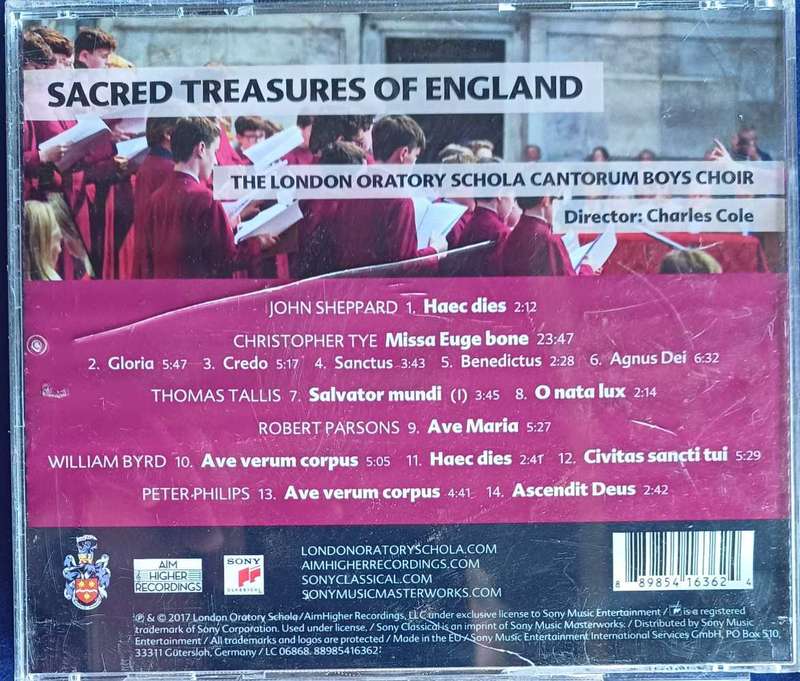 SACRED TREASURES OF ENGLAND
THE LONDON ORATORY SCHOLA CANTORUM BOYS CHOIR
Director: Charles Cole
JOHN SHEPPARD 1. Haec dies 2:12
CHRISTOPHER TYE Missa Euge bone 23:47
2. Gloria 5:47 3. Credo 5:17 4. Sanctus 3:43 5. Benedictus 2:28 6. Agnus Dei 6:32
THOMAS TALLIS 7. Salvator mundi (I) 3:45 8. O nata lux 2:14
ROBERT PARSONS 9. Ave Maria 5:27
WILLIAM BYRD 10. Ave verum corpus 5:05 11. Haec dies 2:41 12. Civitas sancti tui 5:29
PETER PHILIPS 13. Ave verum corpus 4:41 14. Ascendit Deus 2:42
AIM
HIGHER
RECORDINGS
SONY
CLASSICAL
LONDONORATORYSCHOLA.COM
AIMHIGHERRECORDINGS.COM
SONYCLASSICAL.COM
SONYMUSICMASTERWORKS.COM
8 89854 16362 4
℗ & © 2017 London Oratory Schola/AimHigher Recordings, LLC under exclusive license to Sony Music Entertainment / is a registered
trademark of Sony Corporation. Used under license. / Sony Classical is an imprint of Sony Music Masterworks. / Distributed by Sony Music
Entertainment / All trademarks and logos are protected / Made in the EU / Sony Music Entertainment International Services GmbH, PO Box 510,
33311 Gütersloh, Germany / LC 06868. 88985416362